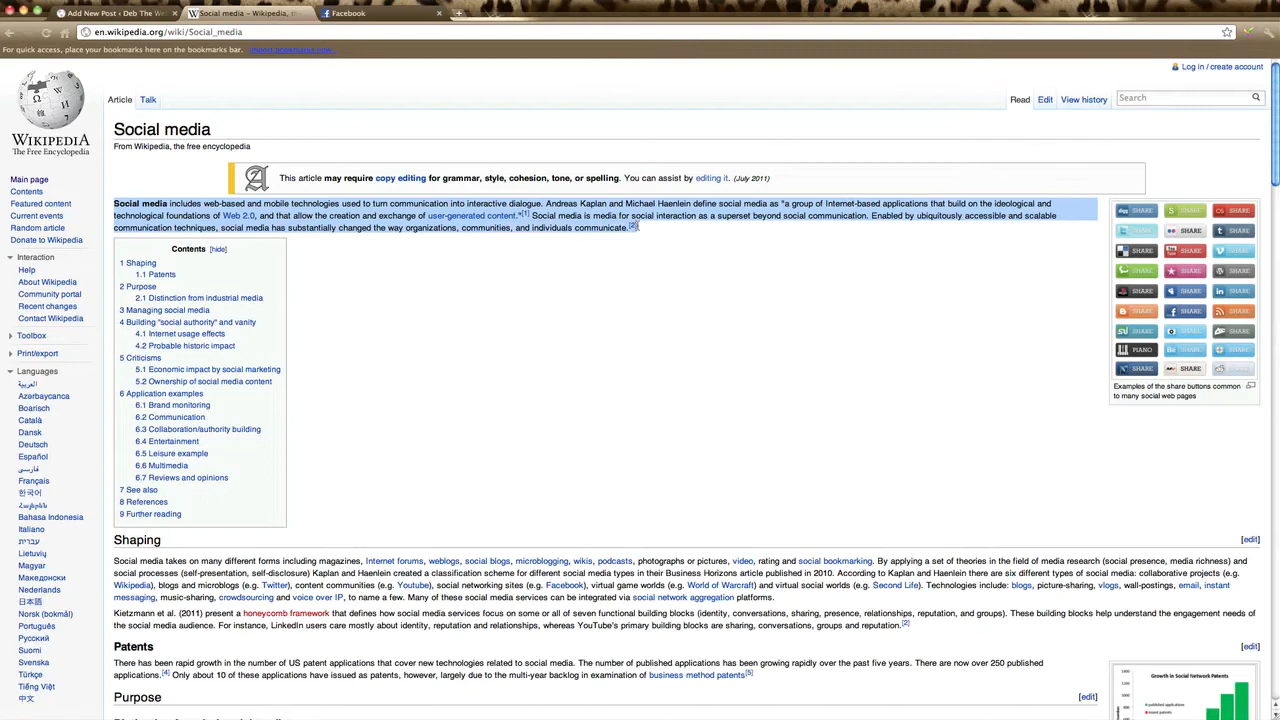 Add New Post ‹ Deb The Web
Social media – Wikipedia, the
Facebook
en.wikipedia.org/wiki/Social_media
For quick access, place your bookmarks here on the bookmarks bar.
Log in / create account
Article Talk Read Edit View history Search
WIKIPEDIA
The Free Encyclopedia
Social media
From Wikipedia, the free encyclopedia
This article may require copy editing for grammar, style, cohesion, tone, or spelling. You can assist by editing it. (July 2011)
Main page
Contents
Featured content
Current events
Random article
Donate to Wikipedia
Interaction
Help
About Wikipedia
Community portal
Recent changes
Contact Wikipedia
Toolbox
Print/export
Languages
العربية
Azərbaycanca
Boarisch
Català
Dansk
Deutsch
Español
فارسی
Français
한국어
Հայերեն
Bahasa Indonesia
Italiano
עברית
Lietuvių
Magyar
Македонски
Nederlands
日本語
Norsk (bokmål)
Português
Русский
Suomi
Svenska
Türkçe
Tiếng Việt
中文
Social media includes web-based and mobile technologies used to turn communication into interactive dialogue. Andreas Kaplan and Michael Haenlein define social media as "a group of Internet-based applications that build on the ideological and
technological foundations of Web 2.0, and that allow the creation and exchange of user-generated content."[1] Social media is media for social interaction as a superset beyond social communication. Enabled by ubiquitously accessible and scalable
communication techniques, social media has substantially changed the way organizations, communities, and individuals communicate.[2].
Contents [hide]
1 Shaping
1.1 Patents
2 Purpose
2.1 Distinction from industrial media
3 Managing social media
4 Building "social authority" and vanity
4.1 Internet usage effects
4.2 Probable historic impact
5 Criticisms
5.1 Economic impact by social marketing
5.2 Ownership of social media content
6 Application examples
6.1 Brand monitoring
6.2 Communication
6.3 Collaboration/authority building
6.4 Entertainment
6.5 Leisure example
6.6 Multimedia
6.7 Reviews and opinions
7 See also
8 References
9 Further reading
SHARE SHARE SHARE
SHARE SHARE SHARE
SHARE SHARE SHARE
SHARE SHARE SHARE
SHARE SHARE SHARE
SHARE SHARE SHARE
SHARE SHARE SHARE
PIANO SHARE SHARE
SHARE SHARE
Examples of the share buttons common
to many social web pages
Shaping [edit]
Social media takes on many different forms including magazines, Internet forums, weblogs, social blogs, microblogging, wikis, podcasts, photographs or pictures, video, rating and social bookmarking. By applying a set of theories in the field of media research (social presence, media richness) and
social processes (self-presentation, self-disclosure) Kaplan and Haenlein created a classification scheme for different social media types in their Business Horizons article published in 2010. According to Kaplan and Haenlein there are six different types of social media: collaborative projects (e.g.
Wikipedia), blogs and microblogs (e.g. Twitter), content communities (e.g. Youtube), social networking sites (e.g. Facebook), virtual game worlds (e.g. World of Warcraft) and virtual social worlds (e.g. Second Life). Technologies include: blogs, picture-sharing, vlogs, wall-postings, email, instant
messaging, music-sharing, crowdsourcing and voice over IP, to name a few. Many of these social media services can be integrated via social network aggregation platforms.
Kietzmann et al. (2011) present a honeycomb framework that defines how social media services focus on some or all of seven functional building blocks (identity, conversations, sharing, presence, relationships, reputation, and groups). These building blocks help understand the engagement needs of
the social media audience. For instance, LinkedIn users care mostly about identity, reputation and relationships, whereas YouTube's primary building blocks are sharing, conversations, groups and reputation.[2]
Patents [edit]
There has been rapid growth in the number of US patent applications that cover new technologies related to social media. The number of published applications has been growing rapidly over the past five years. There are now over 250 published
applications.[4] Only about 10 of these applications have issued as patents, however, largely due to the multi-year backlog in examination of business method patents[5]
Growth in Social Network Patents
published applications
issued patents
Purpose [edit]